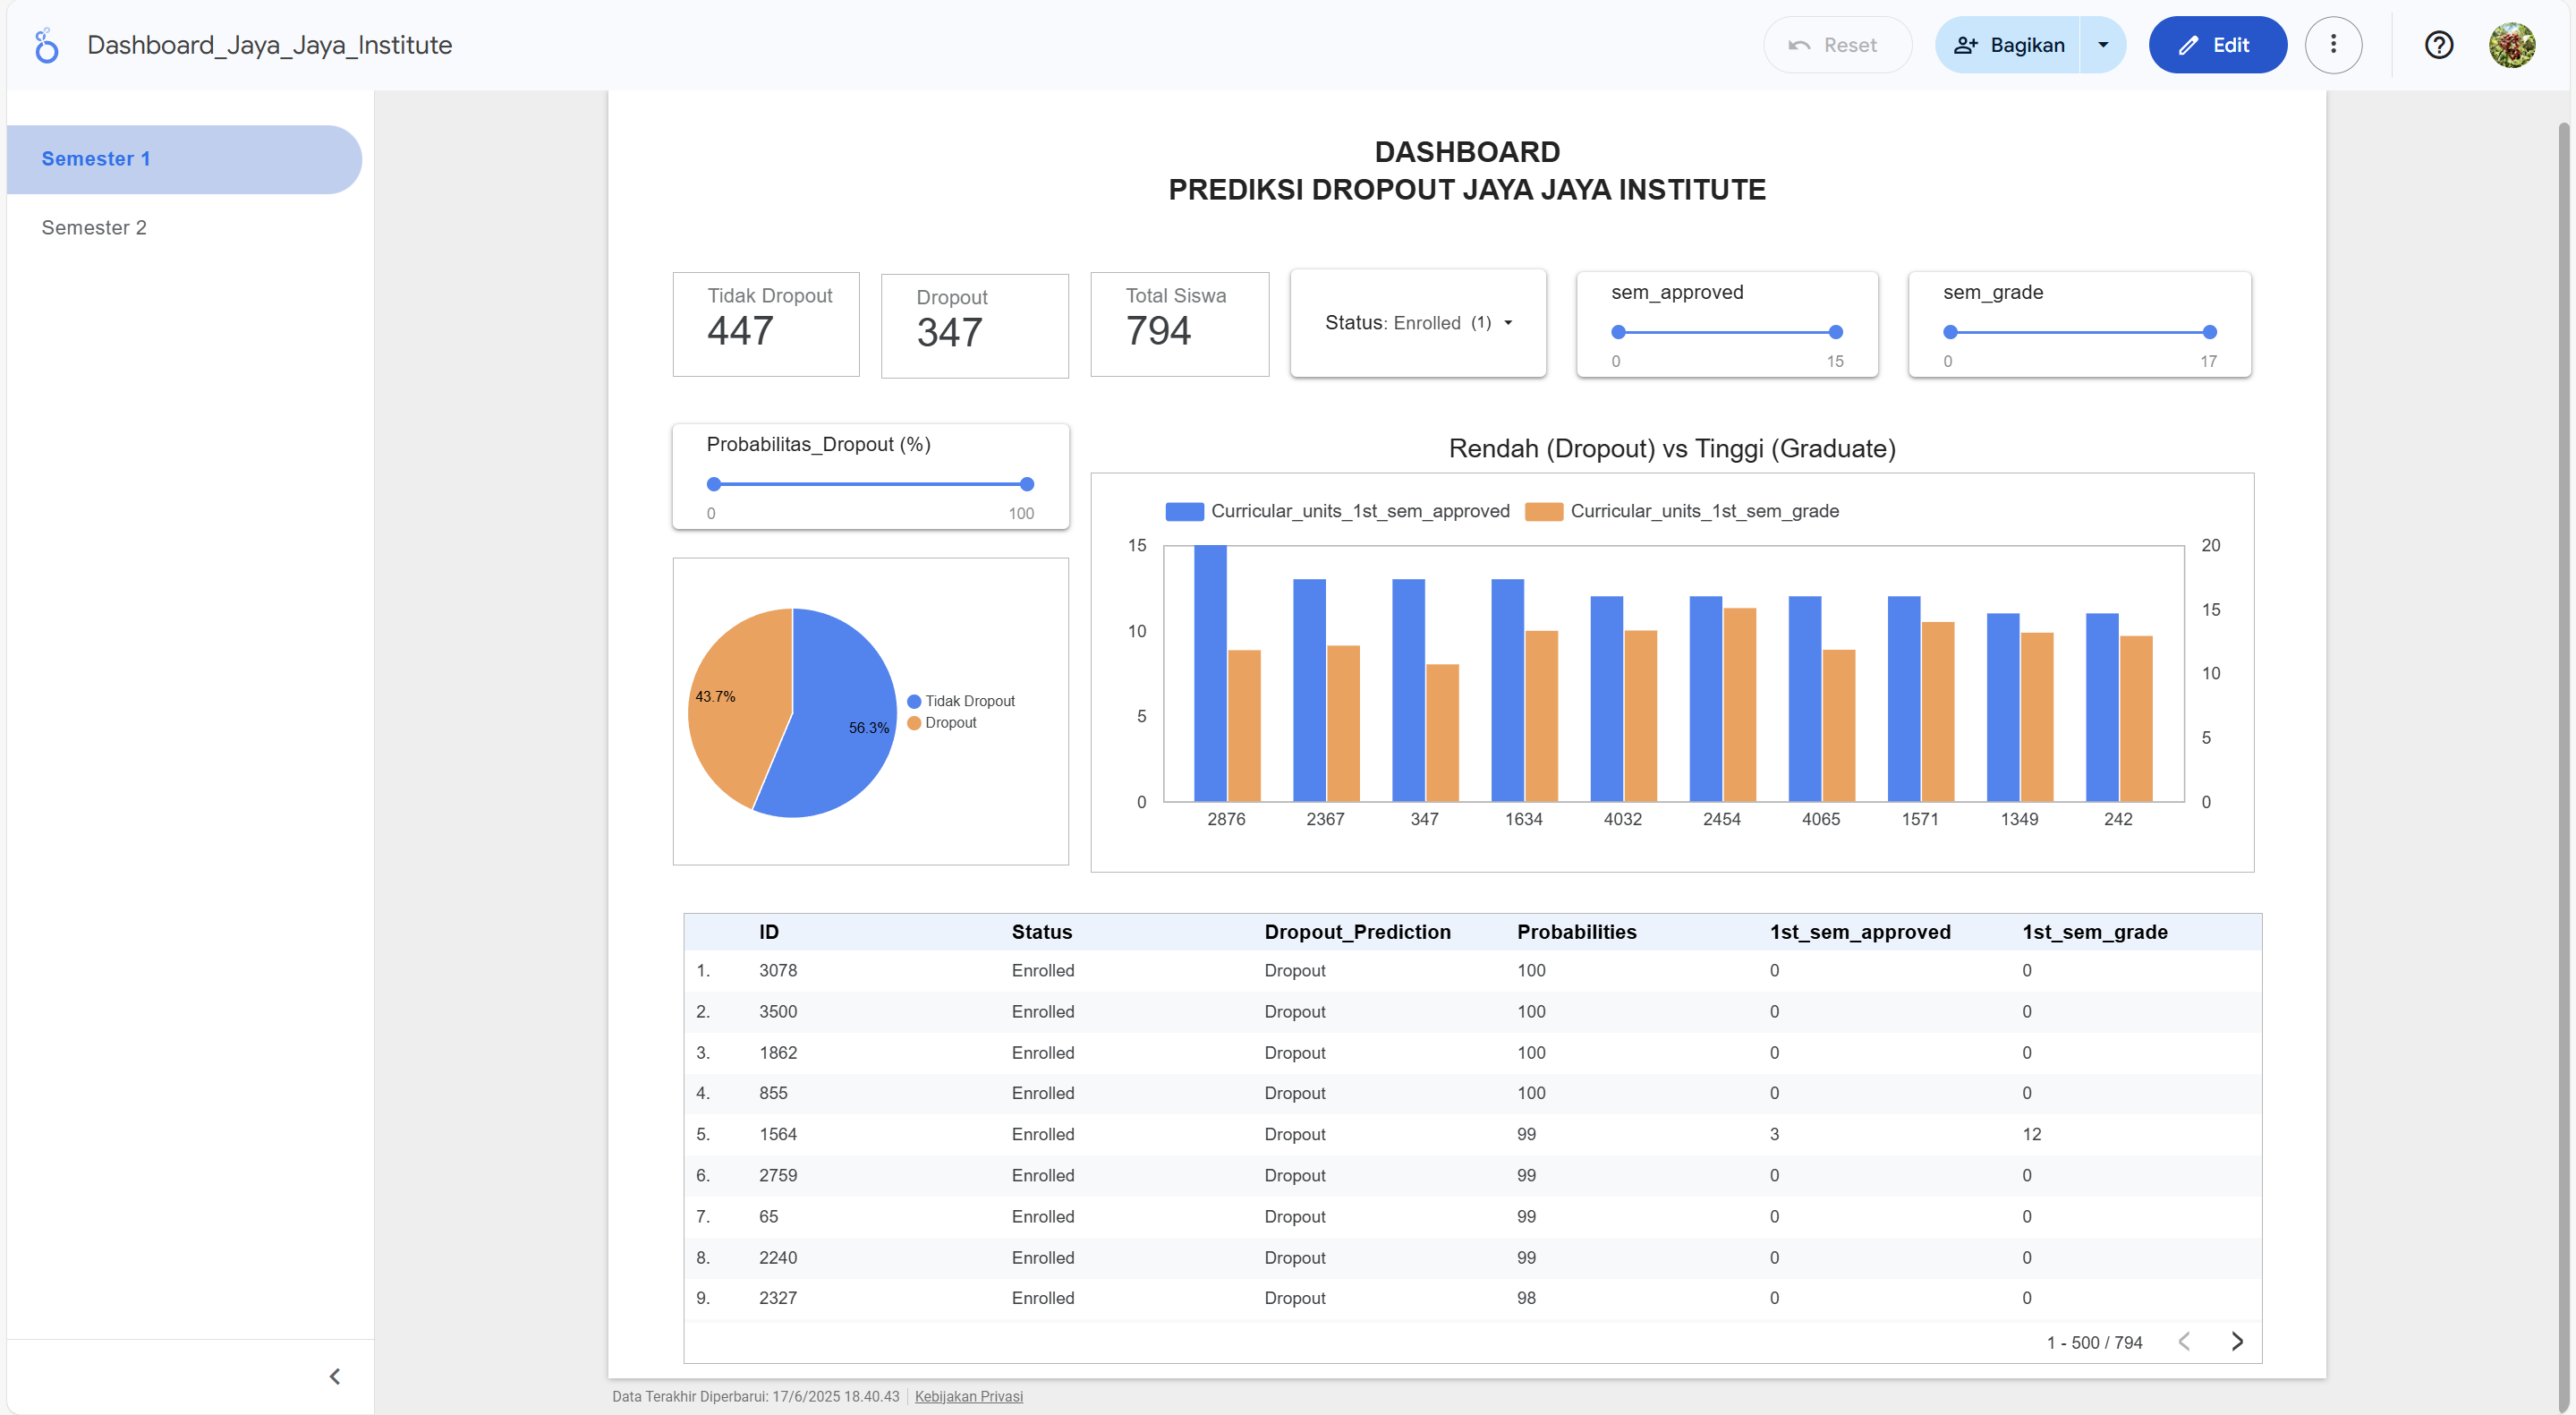 Dashboard_Jaya_Jaya_Institute
Reset
Bagikan
Edit
Semester 1
Semester 2
DASHBOARD
PREDIKSI DROPOUT JAYA JAYA INSTITUTE
Tidak Dropout
447
Dropout
347
Total Siswa
794
Status: Enrolled (1)
sem_approved
0 15
sem_grade
0 17
Probabilitas_Dropout (%)
0 100
43.7%
56.3%
Tidak Dropout
Dropout
Rendah (Dropout) vs Tinggi (Graduate)
Curricular_units_1st_sem_approved Curricular_units_1st_sem_grade
15 20
15
10
10
5
5
0 0
2876 2367 347 1634 4032 2454 4065 1571 1349 242
ID Status Dropout_Prediction Probabilities 1st_sem_approved 1st_sem_grade
1. 3078 Enrolled Dropout 100 0 0
2. 3500 Enrolled Dropout 100 0 0
3. 1862 Enrolled Dropout 100 0 0
4. 855 Enrolled Dropout 100 0 0
5. 1564 Enrolled Dropout 99 3 12
6. 2759 Enrolled Dropout 99 0 0
7. 65 Enrolled Dropout 99 0 0
8. 2240 Enrolled Dropout 99 0 0
9. 2327 Enrolled Dropout 98 0 0
1 - 500 / 794
Data Terakhir Diperbarui: 17/6/2025 18.40.43 Kebijakan Privasi